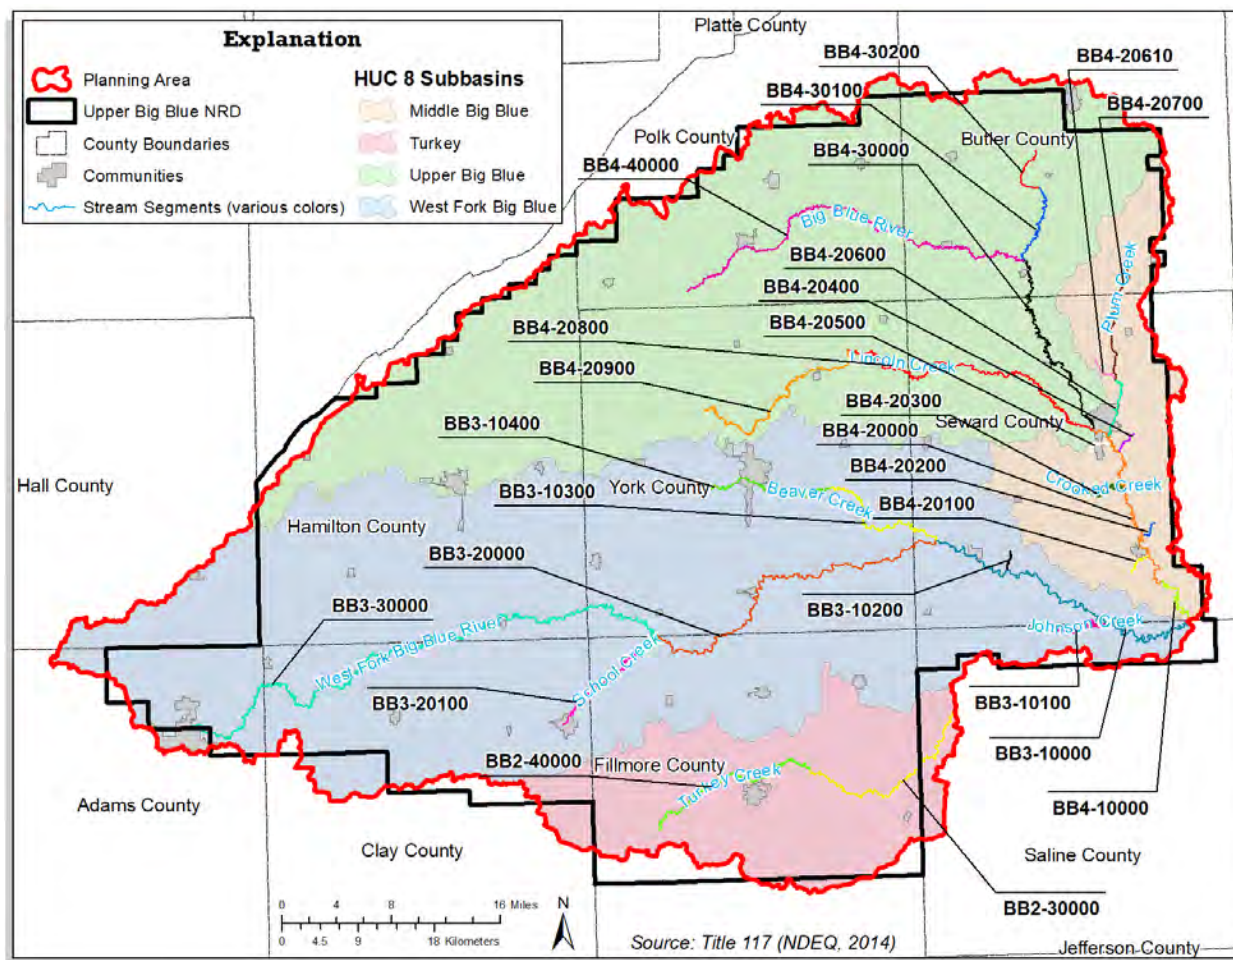 Explanation
Planning Area
Upper Big Blue NRD
County Boundaries
Communities
Stream Segments (various colors)
HUC 8 Subbasins
Middle Big Blue
Turkey
Upper Big Blue
West Fork Big Blue
Platte County
BB4-30200
BB4-20610
BB4-30100
BB4-20700
Polk County
Butler County
BB4-30000
BB4-40000
Big Blue River
BB4-20600
BB4-20400
Plum Creek
BB4-20800
BB4-20500
BB4-20900
Lincoln Creek
BB4-20300
BB3-10400
Seward County
BB4-20000
BB4-20200
Hall County
BB3-10300
York County
Beaver Creek
Crooked Creek
BB4-20100
Hamilton County
BB3-20000
BB3-30000
BB3-10200
West Fork Big Blue River
Johnson Creek
School Creek
BB3-20100
BB3-10100
BB3-10000
BB2-40000
Fillmore County
Turkey Creek
BB4-10000
Adams County
Clay County
Saline County
BB2-30000
0 4 8 16 Miles
0 4.5 9 18 Kilometers
N
Source: Title 117 (NDEQ, 2014)
Jefferson County